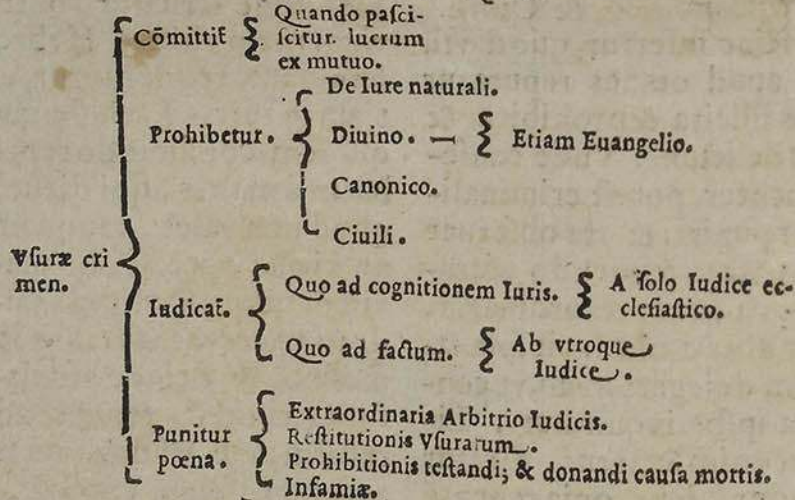 Vſuræ cri
men.
Cōmittiť
Quando paſci-
ſcitur. lucrum
ex mutuo.
Prohibetur.
De Iure naturali.
Diuino.
Etiam Euangelio.
Canonico.
Ciuili.
Iudicať.
Quo ad cognitionem Iuris.
A ſolo Iudice ec-
cleſiaſtico.
Quo ad factum.
Ab vtroque
Iudice.
Punitur
pœna.
Extraordinaria Arbitrio Iudicis.
Reſtitutionis Vſurarum.
Prohibitionis teſtandi; & donandi cauſa mortis.
Infamiæ.